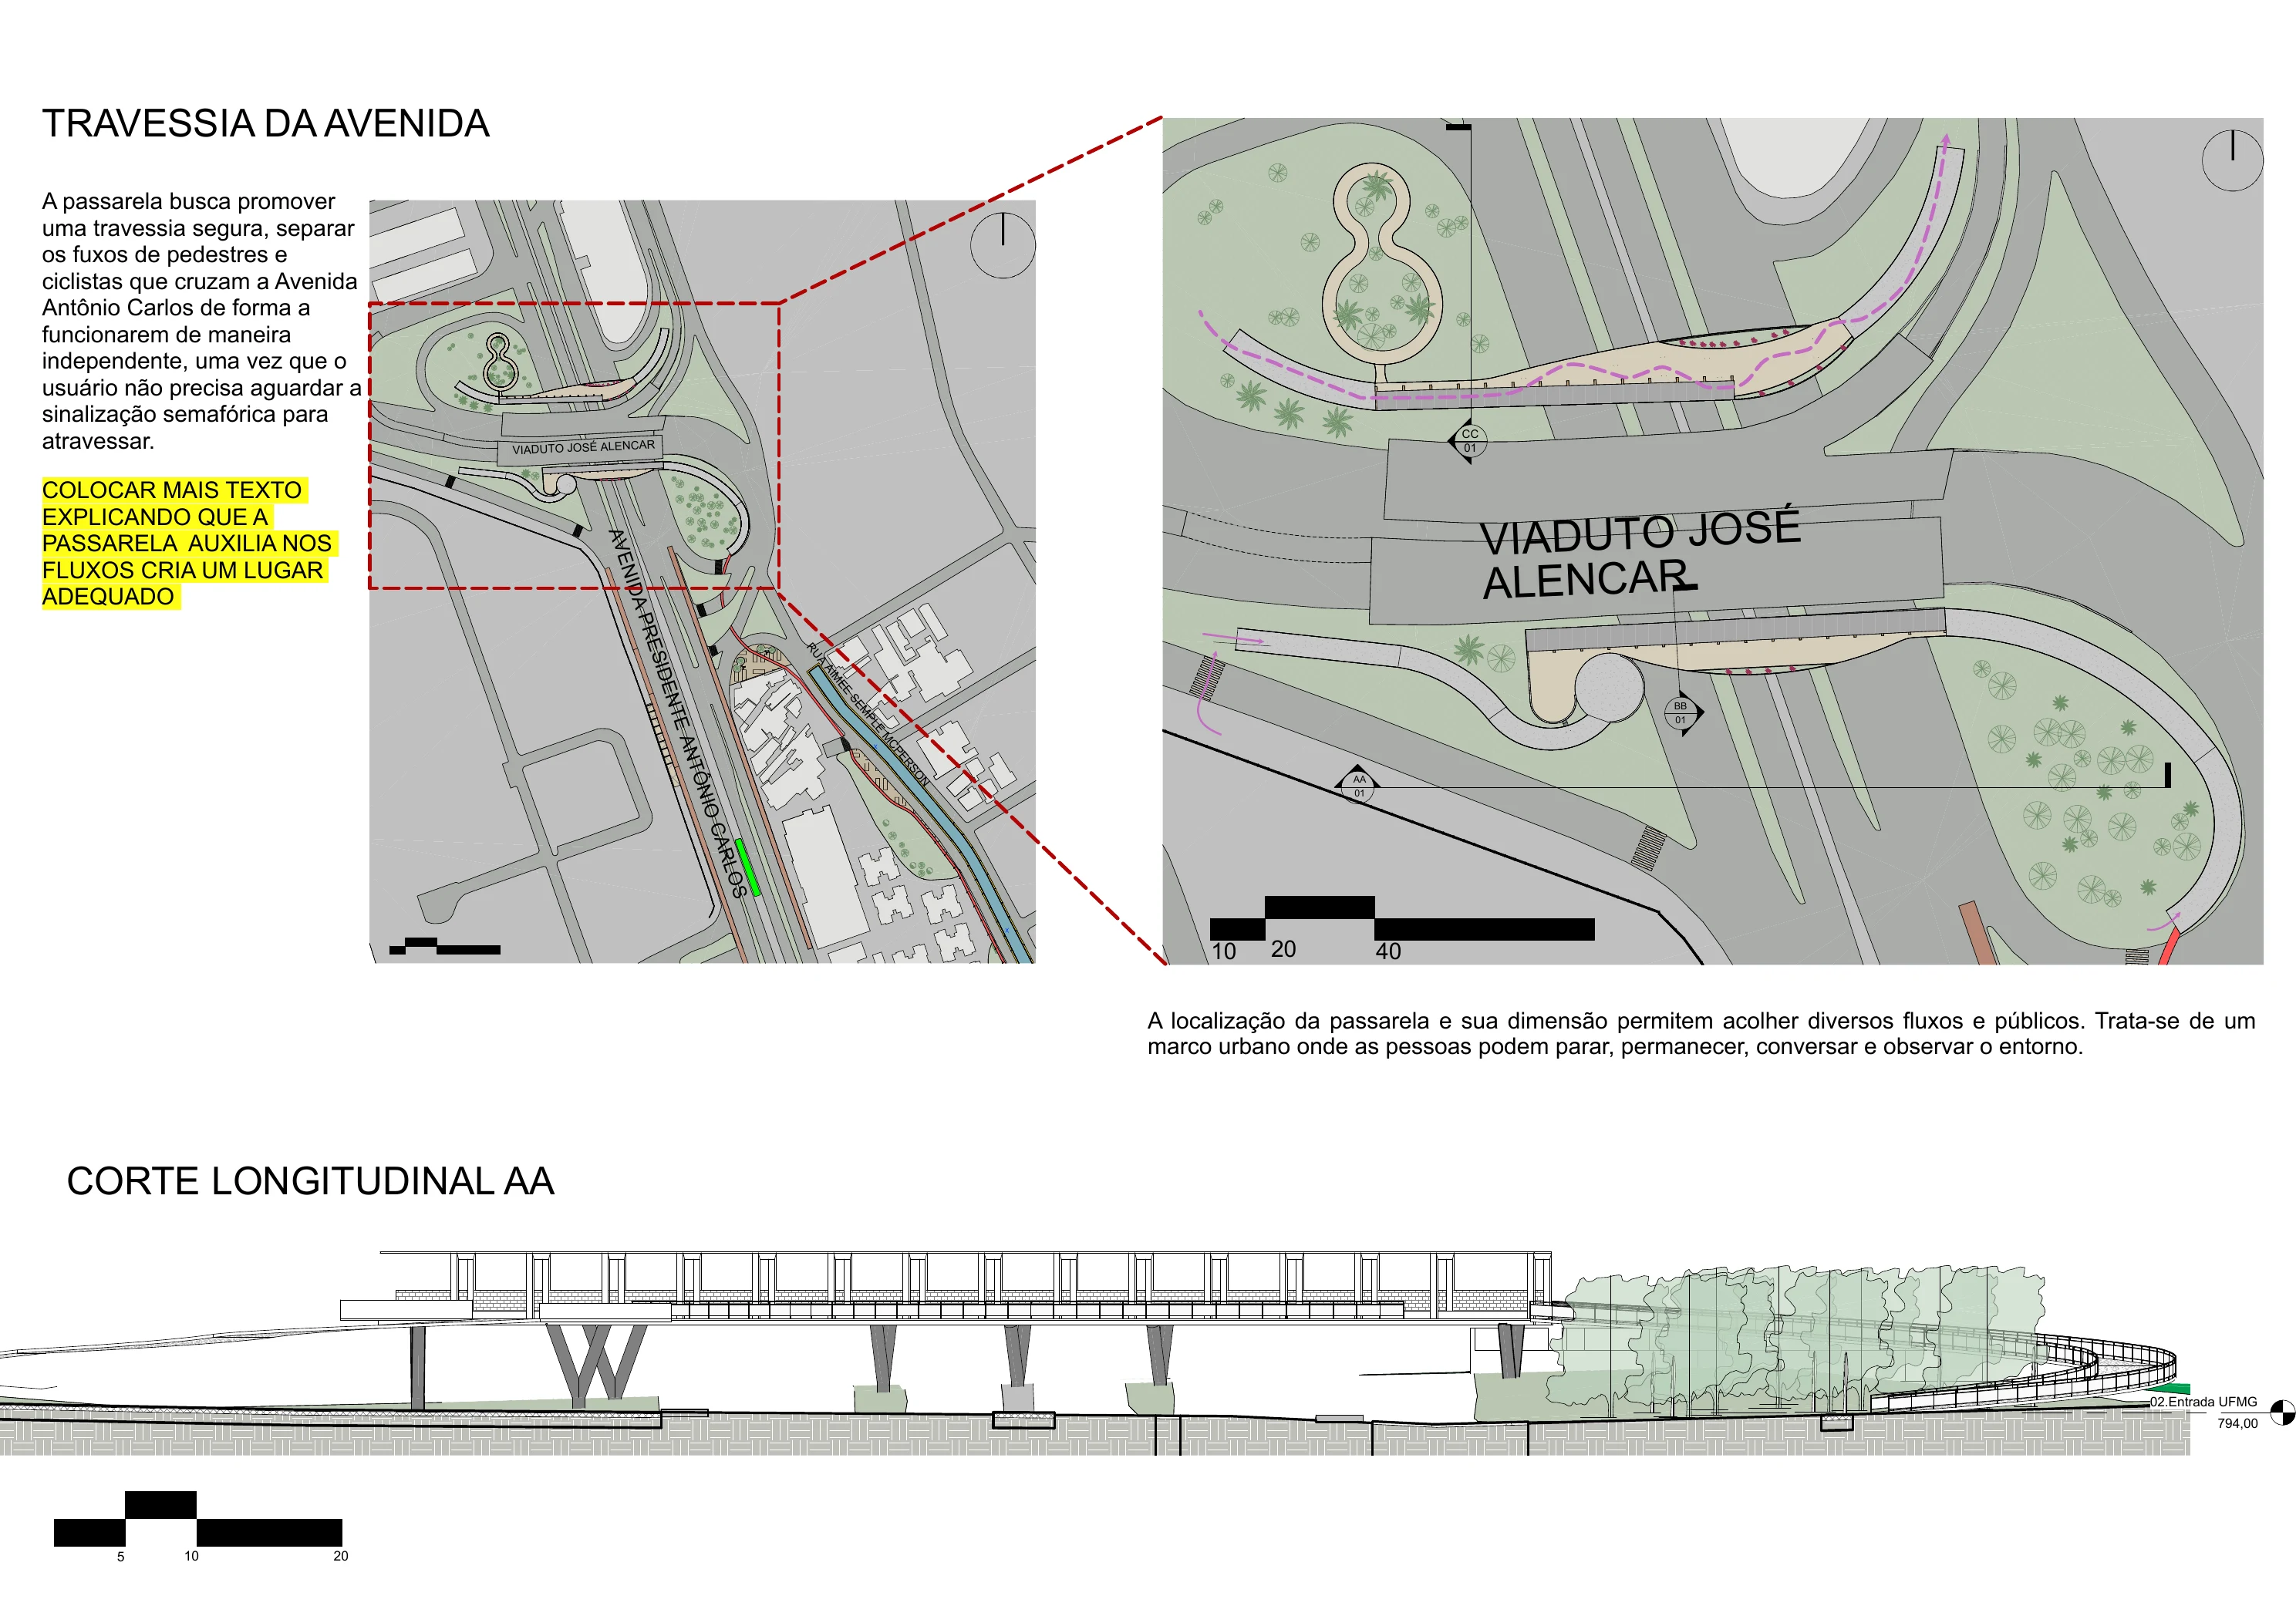 TRAVESSIA DA AVENIDA
A passarela busca promover
uma travessia segura, separar
os fuxos de pedestres e
ciclistas que cruzam a Avenida
Antônio Carlos de forma a
funcionarem de maneira
independente, uma vez que o
usuário não precisa aguardar a
sinalização semafórica para
atravessar.
COLOCAR MAIS TEXTO
EXPLICANDO QUE A
PASSARELA AUXILIA NOS
FLUXOS CRIA UM LUGAR
ADEQUADO
VIADUTO JOSÉ ALENCAR
AVENIDA PRESIDENTE ANTÔNIO CARLOS
RUA AIMEE SEMPLE MCPERSON
CC
01
VIADUTO JOSÉ
ALENCAR
BB
01
AA
01
10
20
40
A localização da passarela e sua dimensão permitem acolher diversos fluxos e públicos. Trata-se de um
marco urbano onde as pessoas podem parar, permanecer, conversar e observar o entorno.
CORTE LONGITUDINAL AA
02.Entrada UFMG
794,00
5
10
20